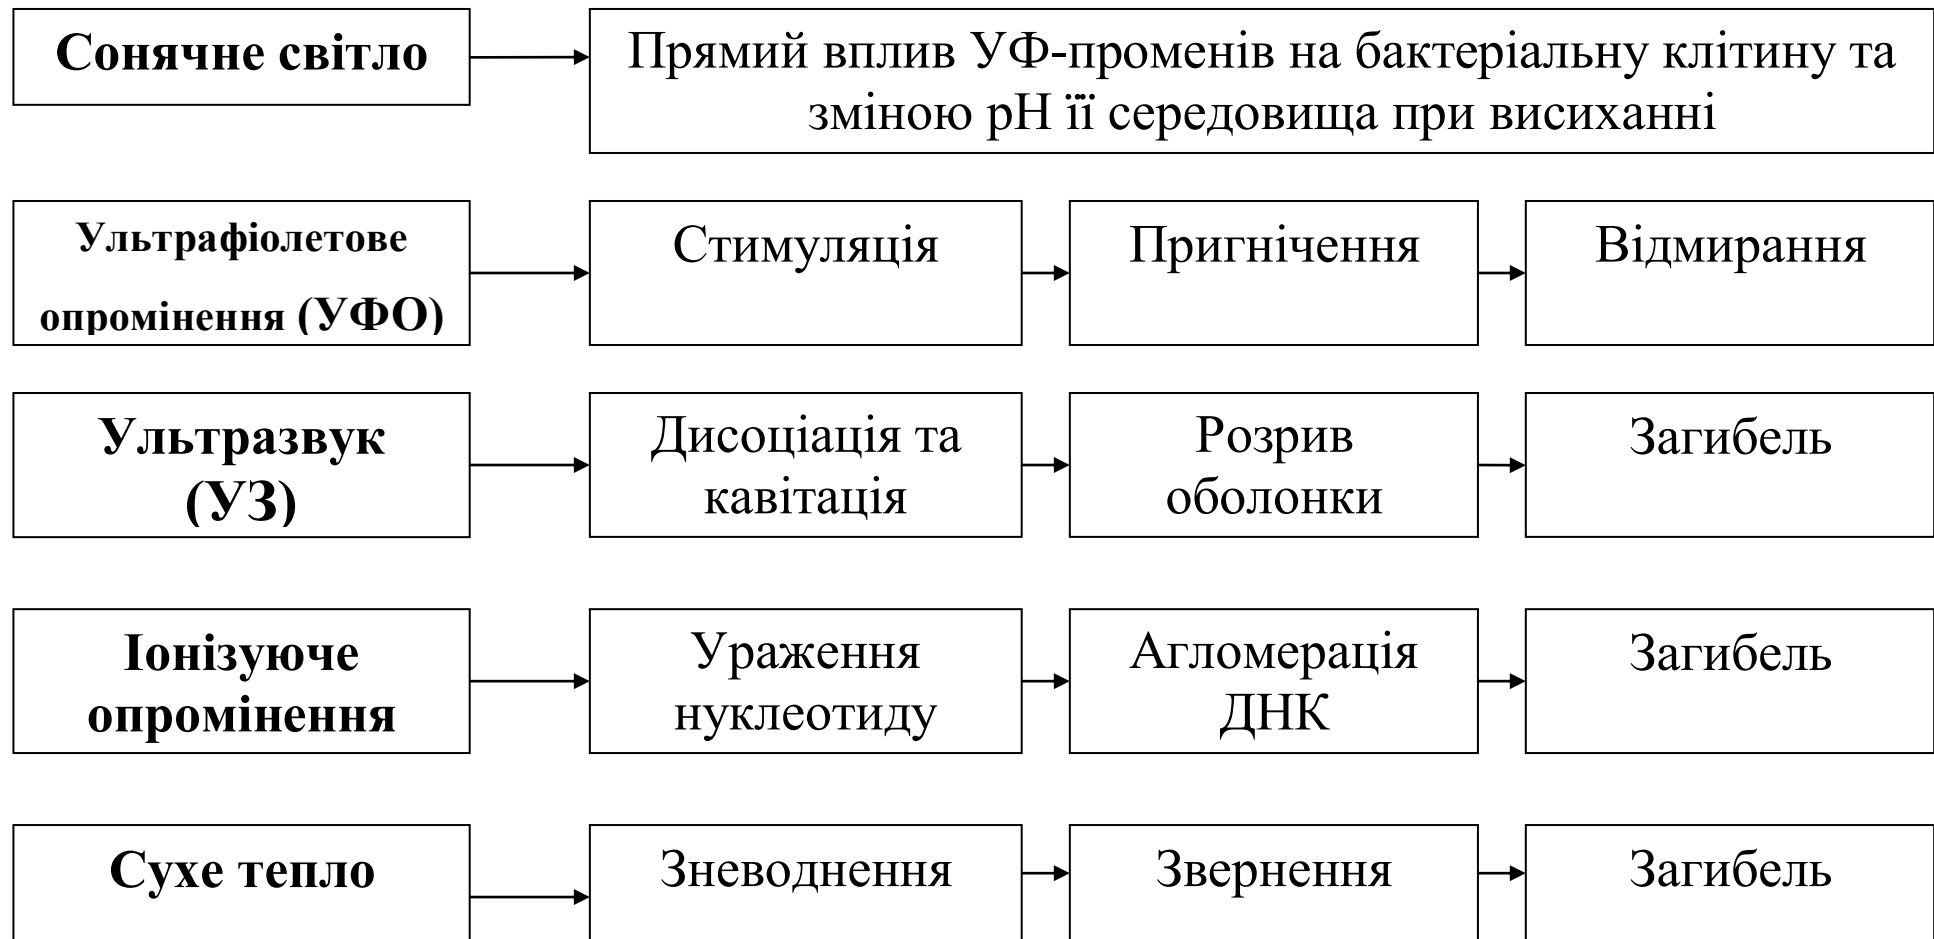 Сонячне світло
Прямий вплив УФ-променів на бактеріальну клітину та
зміною рН її середовища при висиханні
Ультрафіолетове
опромінення (УФО)
Стимуляція
Пригнічення
Відмирання
Ультразвук
(УЗ)
Дисоціація та
кавітація
Розрив
оболонки
Загибель
Іонізуюче
опромінення
Ураження
нуклеотиду
Агломерація
ДНК
Загибель
Сухе тепло
Зневоднення
Звернення
Загибель